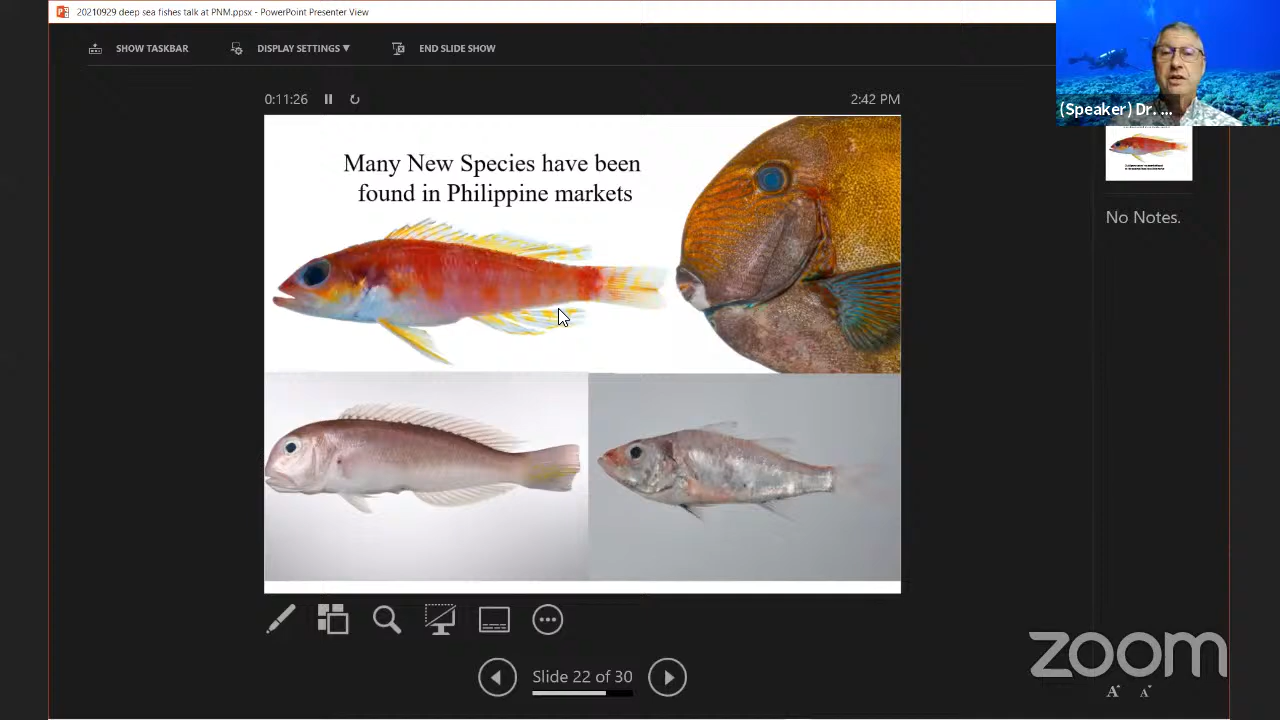 20210929 deep sea fishes talk at PNM.ppsx - PowerPoint Presenter View
SHOW TASKBAR
DISPLAY SETTINGS ▼
END SLIDE SHOW
(Speaker) Dr. ...
0:11:26
2:42 PM
Many New Species have been
found in Philippine markets
No Notes.
Slide 22 of 30
zoom
A A